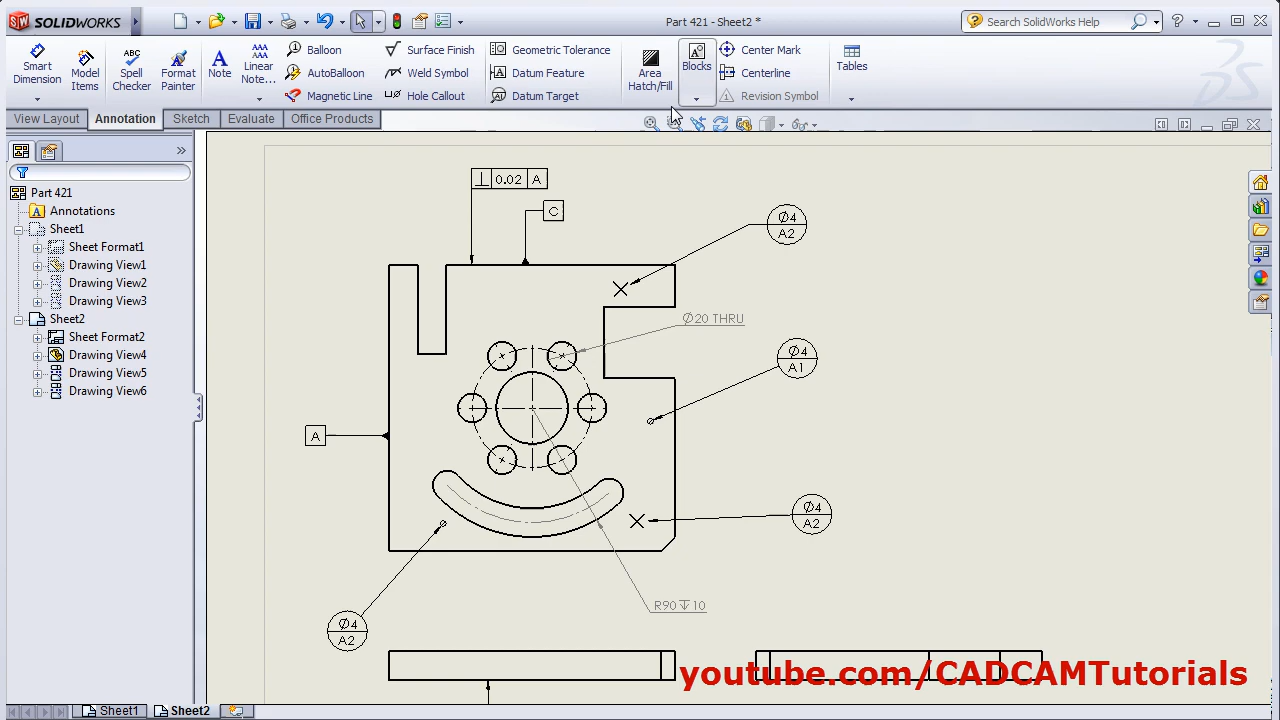 SOLIDWORKS
Part 421 - Sheet2 *
Search SolidWorks Help
Smart Dimension
Model Items
Spell Checker
Format Painter
Note
Linear Note...
Balloon
AutoBalloon
Magnetic Line
Surface Finish
Weld Symbol
Hole Callout
Geometric Tolerance
Datum Feature
Datum Target
Area Hatch/Fill
Blocks
Center Mark
Centerline
Revision Symbol
Tables
View Layout
Annotation
Sketch
Evaluate
Office Products
Part 421
Annotations
Sheet1
Sheet Format1
Drawing View1
Drawing View2
Drawing View3
Sheet2
Sheet Format2
Drawing View4
Drawing View5
Drawing View6
⊥ 0.02 A
C
Ø4
A2
Ø20 THRU
Ø4
A1
A
Ø4
A2
R90↧10
Ø4
A2
youtube.com/CADCAMTutorials
Sheet1
Sheet2